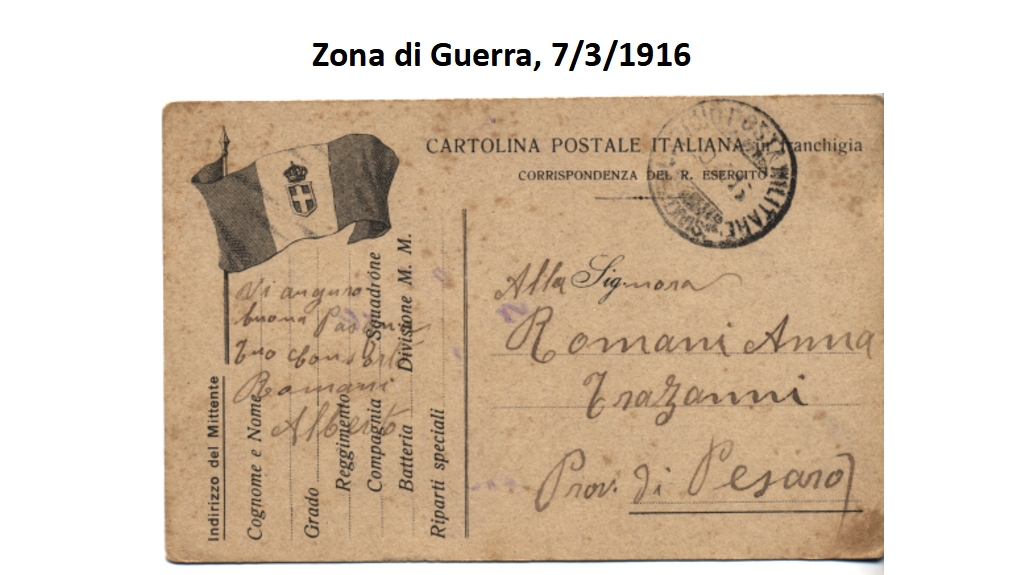 Zona di Guerra, 7/3/1916
CARTOLINA POSTALE ITALIANA in franchigia
CORRISPONDENZA DEL R. ESERCITO
POSTA MILITARE
Vi auguro
buona Pasqua
tuo Consorte
Romani
Alberto
Alla Signora
Romani Anna
Prov. di Pesaro
Indirizzo del Mittente
Cognome e Nome
Grado
Reggimento
Compagnia Squadrone
Batteria Divisione M. M.
Riparti speciali